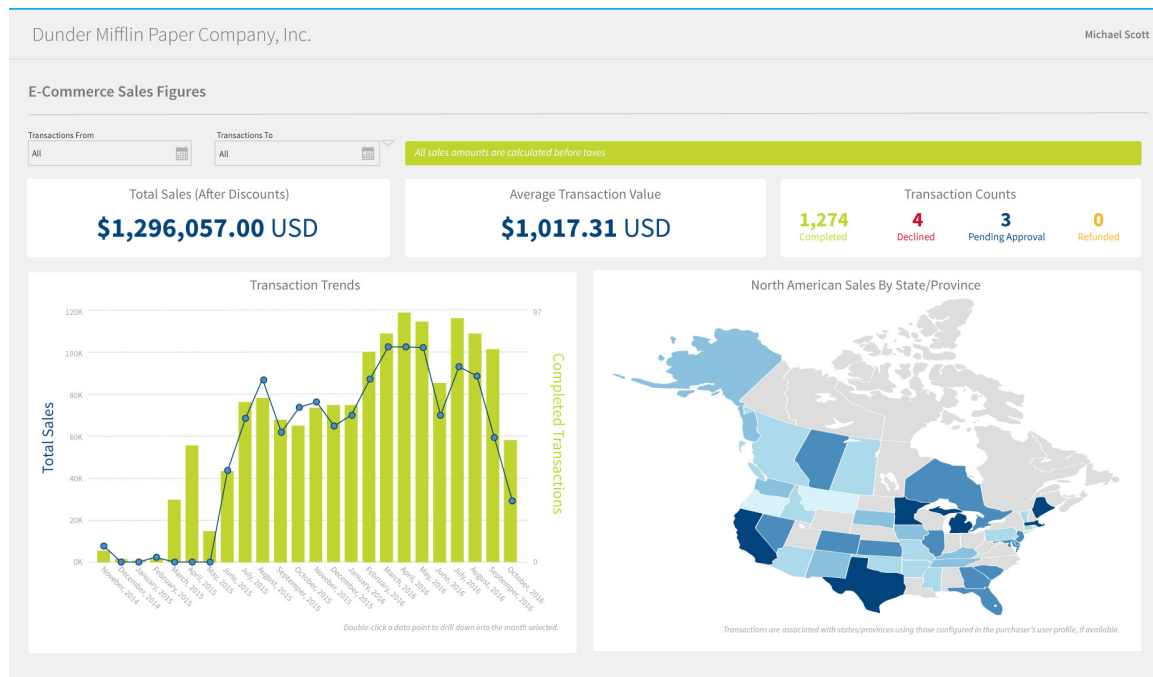 Dunder Mifflin Paper Company, Inc.
Michael Scott
E-Commerce Sales Figures
Transactions From
All
Transactions To
All
All sales amounts are calculated before taxes
Total Sales (After Discounts)
$1,296,057.00 USD
Average Transaction Value
$1,017.31 USD
Transaction Counts
1,274
Completed
4
Declined
3
Pending Approval
0
Refunded
Transaction Trends
Total Sales
120K
100K
80K
60K
40K
20K
0K
97
0
Completed Transactions
Noveber, 2014
December, 2014
January, 2015
February, 2015
March, 2015
April, 2015
May, 2015
June, 2015
July, 2015
August, 2015
September, 2015
October, 2015
November, 2015
December, 2015
January, 2016
February, 2016
March, 2016
April, 2016
May, 2016
June, 2016
July, 2016
August, 2016
September, 2016
October, 2016
Double-click a data point to drill down into the month selected.
North American Sales By State/Province
Transactions are associated with states/provinces using those configured in the purchaser's user profile, if available.